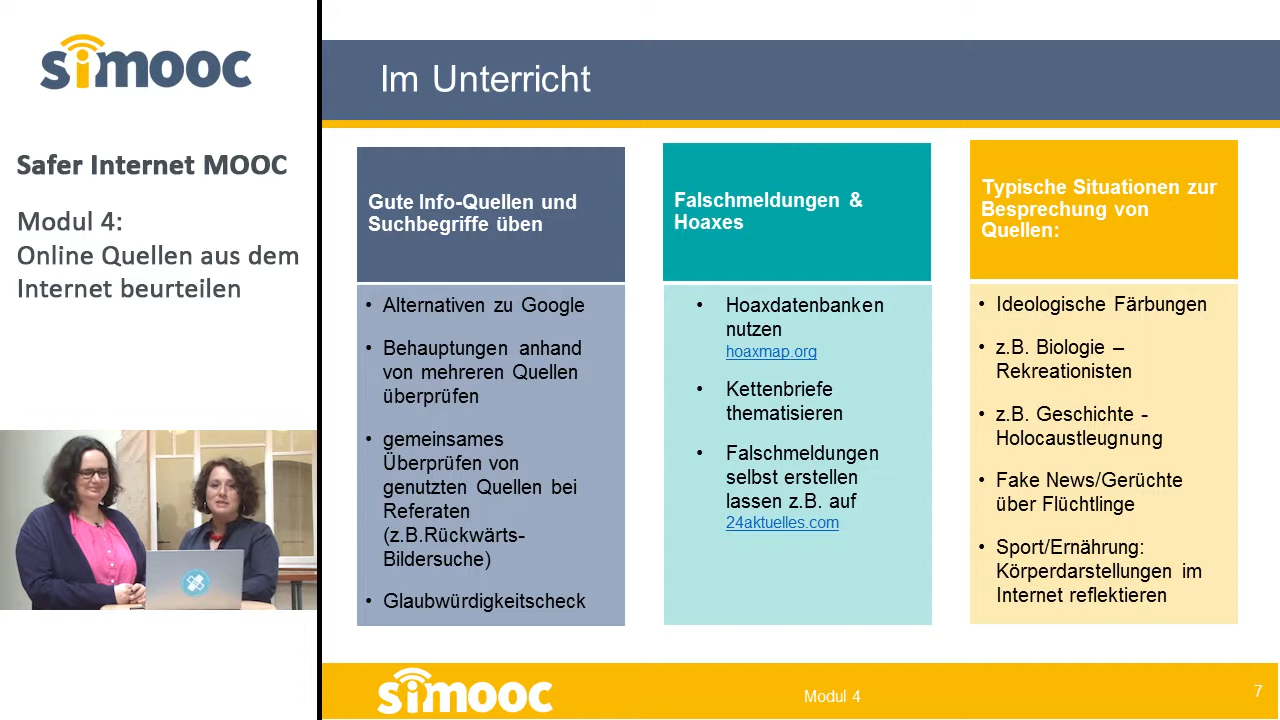 simooc
Safer Internet MOOC
Modul 4:
Online Quellen aus dem
Internet beurteilen
Im Unterricht
Gute Info-Quellen und
Suchbegriffe üben
• Alternativen zu Google
• Behauptungen anhand
von mehreren Quellen
überprüfen
• gemeinsames
Überprüfen von
genutzten Quellen bei
Referaten
(z.B.Rückwärts-
Bildersuche)
• Glaubwürdigkeitscheck
Falschmeldungen &
Hoaxes
• Hoaxdatenbanken
nutzen
hoaxmap.org
• Kettenbriefe
thematisieren
• Falschmeldungen
selbst erstellen
lassen z.B. auf
24aktuelles.com
Typische Situationen zur
Besprechung von
Quellen:
• Ideologische Färbungen
• z.B. Biologie –
Rekreationisten
• z.B. Geschichte -
Holocaustleugnung
• Fake News/Gerüchte
über Flüchtlinge
• Sport/Ernährung:
Körperdarstellungen im
Internet reflektieren
simooc
Modul 4
7